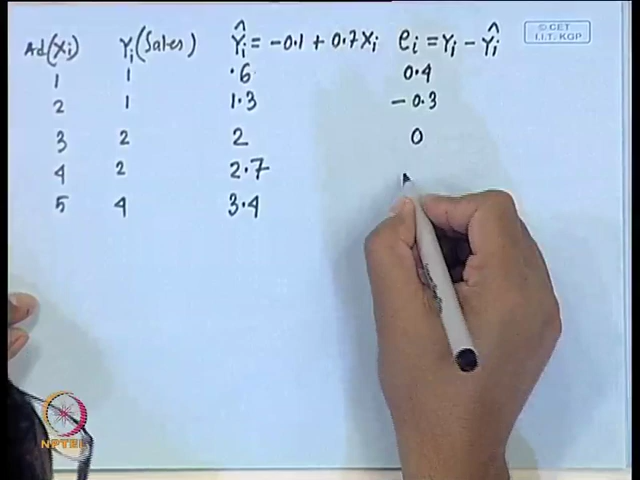 © CET
I.I.T. KGP
Ad(Xi) Yi(Sales) Ŷi = -0.1 + 0.7Xi ei = Yi - Ŷi
1 1 .6 0.4
2 1 1.3 -0.3
3 2 2 0
4 2 2.7
5 4 3.4
NPTEL